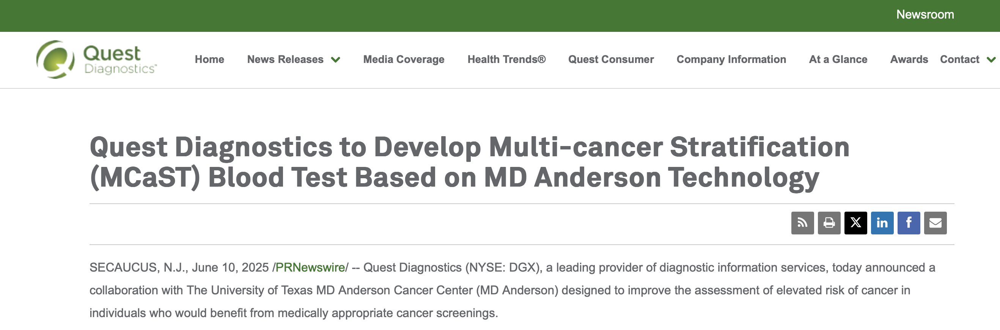 Newsroom
Quest
Diagnostics™
Home News Releases Media Coverage Health Trends® Quest Consumer Company Information At a Glance Awards Contact
Quest Diagnostics to Develop Multi-cancer Stratification
(MCaST) Blood Test Based on MD Anderson Technology
SECAUCUS, N.J., June 10, 2025 /PRNewswire/ -- Quest Diagnostics (NYSE: DGX), a leading provider of diagnostic information services, today announced a
collaboration with The University of Texas MD Anderson Cancer Center (MD Anderson) designed to improve the assessment of elevated risk of cancer in
individuals who would benefit from medically appropriate cancer screenings.